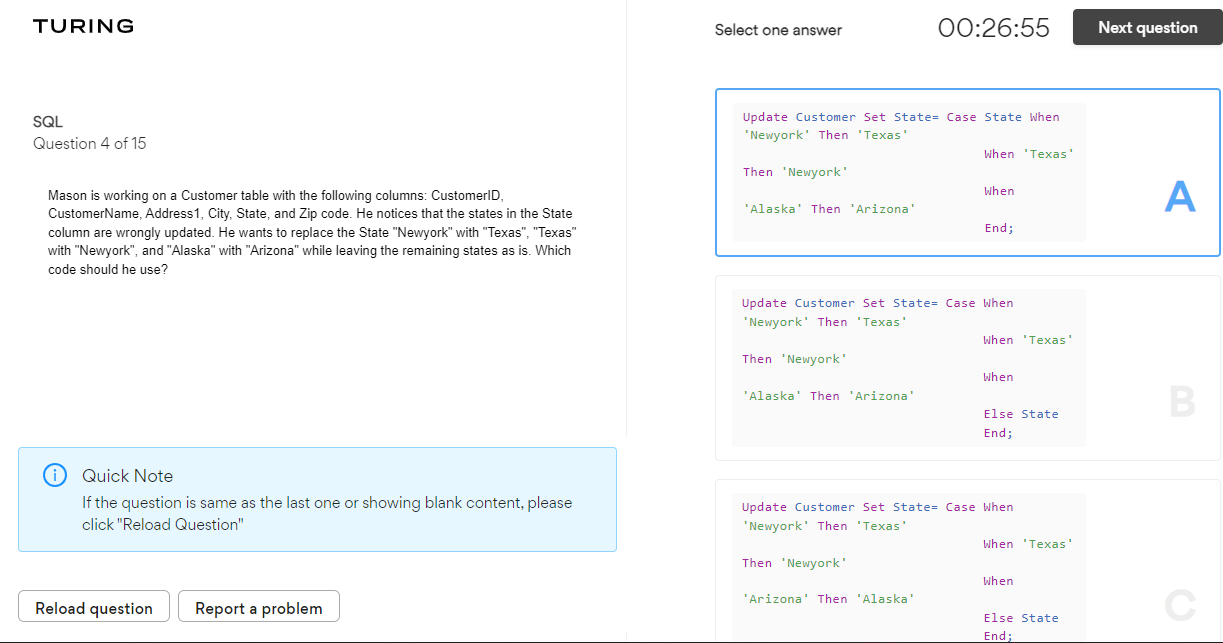 TURING
Select one answer
00:26:55
Next question
SQL
Question 4 of 15
Mason is working on a Customer table with the following columns: CustomerID,
CustomerName, Address1, City, State, and Zip code. He notices that the states in the State
column are wrongly updated. He wants to replace the State "Newyork" with "Texas", "Texas"
with "Newyork", and "Alaska" with "Arizona" while leaving the remaining states as is. Which
code should he use?
Quick Note
If the question is same as the last one or showing blank content, please
click "Reload Question"
Reload question
Report a problem
Update Customer Set State= Case State When
'Newyork' Then 'Texas'
When 'Texas'
Then 'Newyork'
When
'Alaska' Then 'Arizona'
End;
A
Update Customer Set State= Case When
'Newyork' Then 'Texas'
When 'Texas'
Then 'Newyork'
When
'Alaska' Then 'Arizona'
Else State
End;
B
Update Customer Set State= Case When
'Newyork' Then 'Texas'
When 'Texas'
Then 'Newyork'
When
'Arizona' Then 'Alaska'
Else State
End;
C